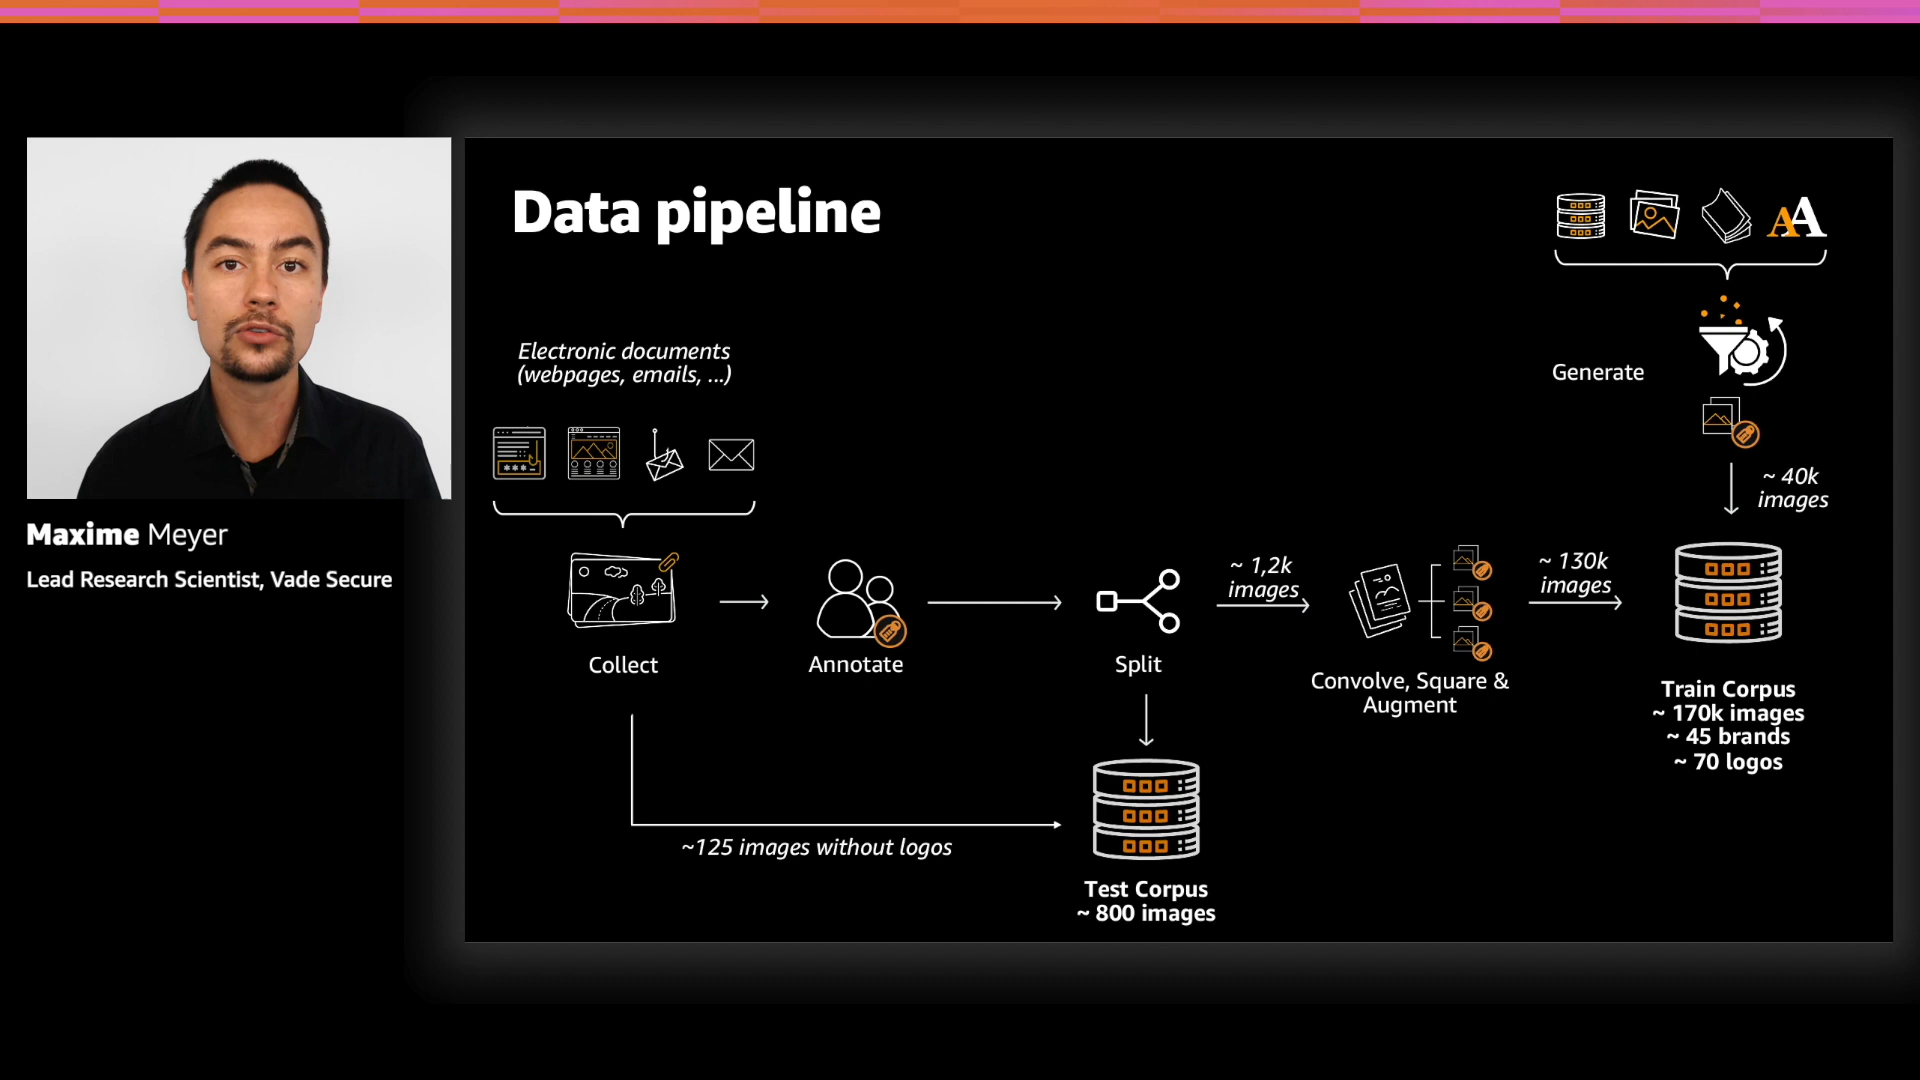 Data pipeline
Electronic documents
(webpages, emails, ...)
Generate
~ 40k
images
Maxime Meyer
Lead Research Scientist, Vade Secure
~ 1,2k
images
~ 130k
images
Collect
Annotate
Split
Convolve, Square &
Augment
Train Corpus
~ 170k images
~ 45 brands
~ 70 logos
~125 images without logos
Test Corpus
~ 800 images